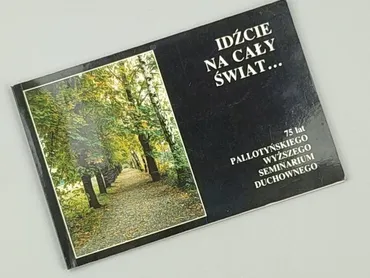 IDŹCIE
NA CAŁY
ŚWIAT...
75 lat
PALLOTYŃSKIEGO
WYŻSZEGO
SEMINARIUM
DUCHOWNEGO